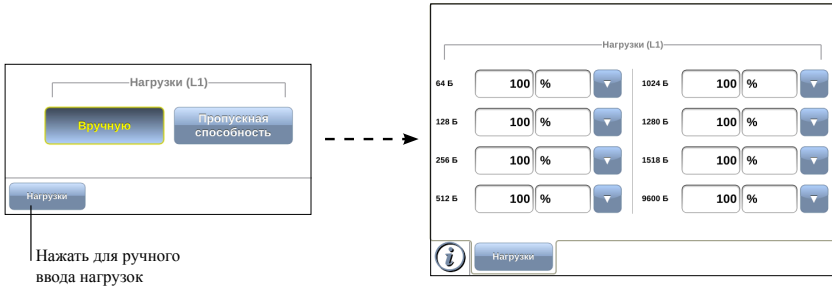 Нагрузки (L1)
Вручную
Пропускная
способность
Нагрузки
Нажать для ручного
ввода нагрузок
Нагрузки (L1)
64 Б 100 % 1024 Б 100 %
128 Б 100 % 1280 Б 100 %
256 Б 100 % 1518 Б 100 %
512 Б 100 % 9600 Б 100 %
i Нагрузки